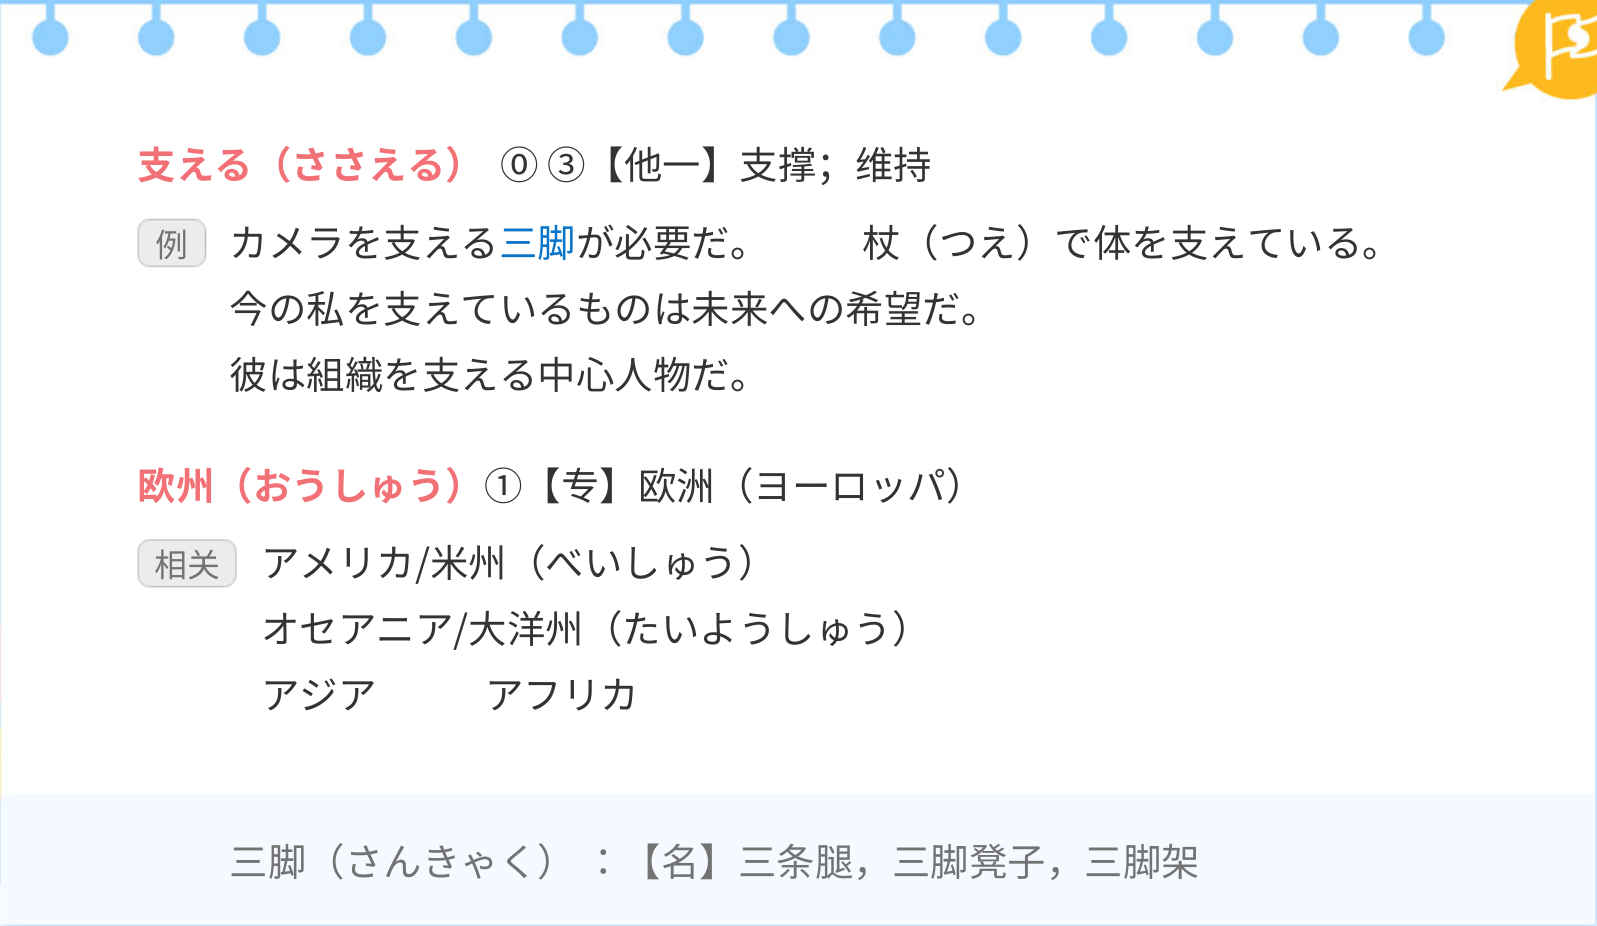 支える（ささえる） ⓪③【他一】支撑；维持
例 カメラを支える三脚が必要だ。 杖（つえ）で体を支えている。
今の私を支えているものは未来への希望だ。
彼は組織を支える中心人物だ。
欧州（おうしゅう）①【专】欧洲（ヨーロッパ）
相关 アメリカ/米州（べいしゅう）
オセアニア/大洋州（たいようしゅう）
アジア アフリカ
三脚（さんきゃく）：【名】三条腿，三脚凳子，三脚架